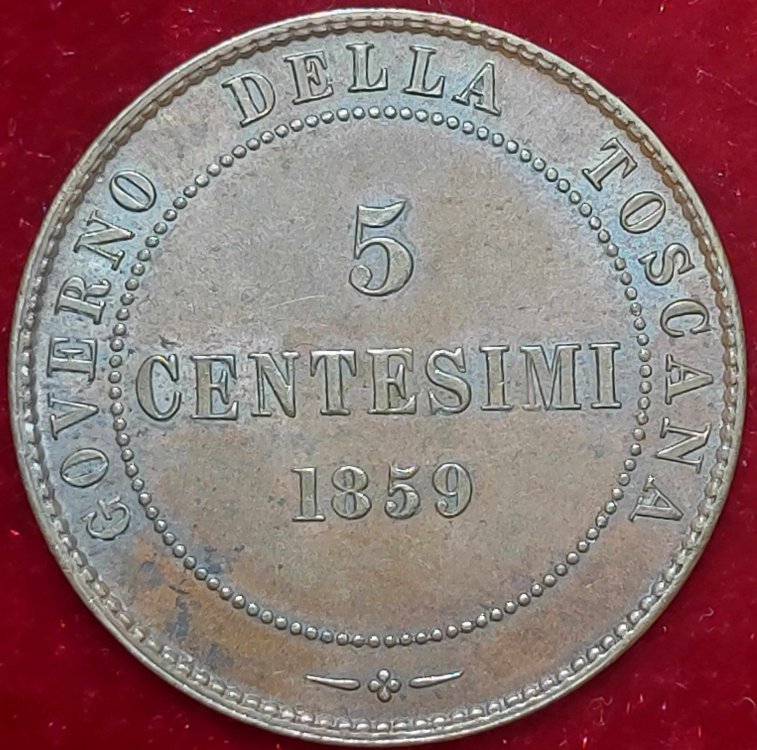 GOVERNO DELLA TOSCANA
5
CENTESIMI
1859